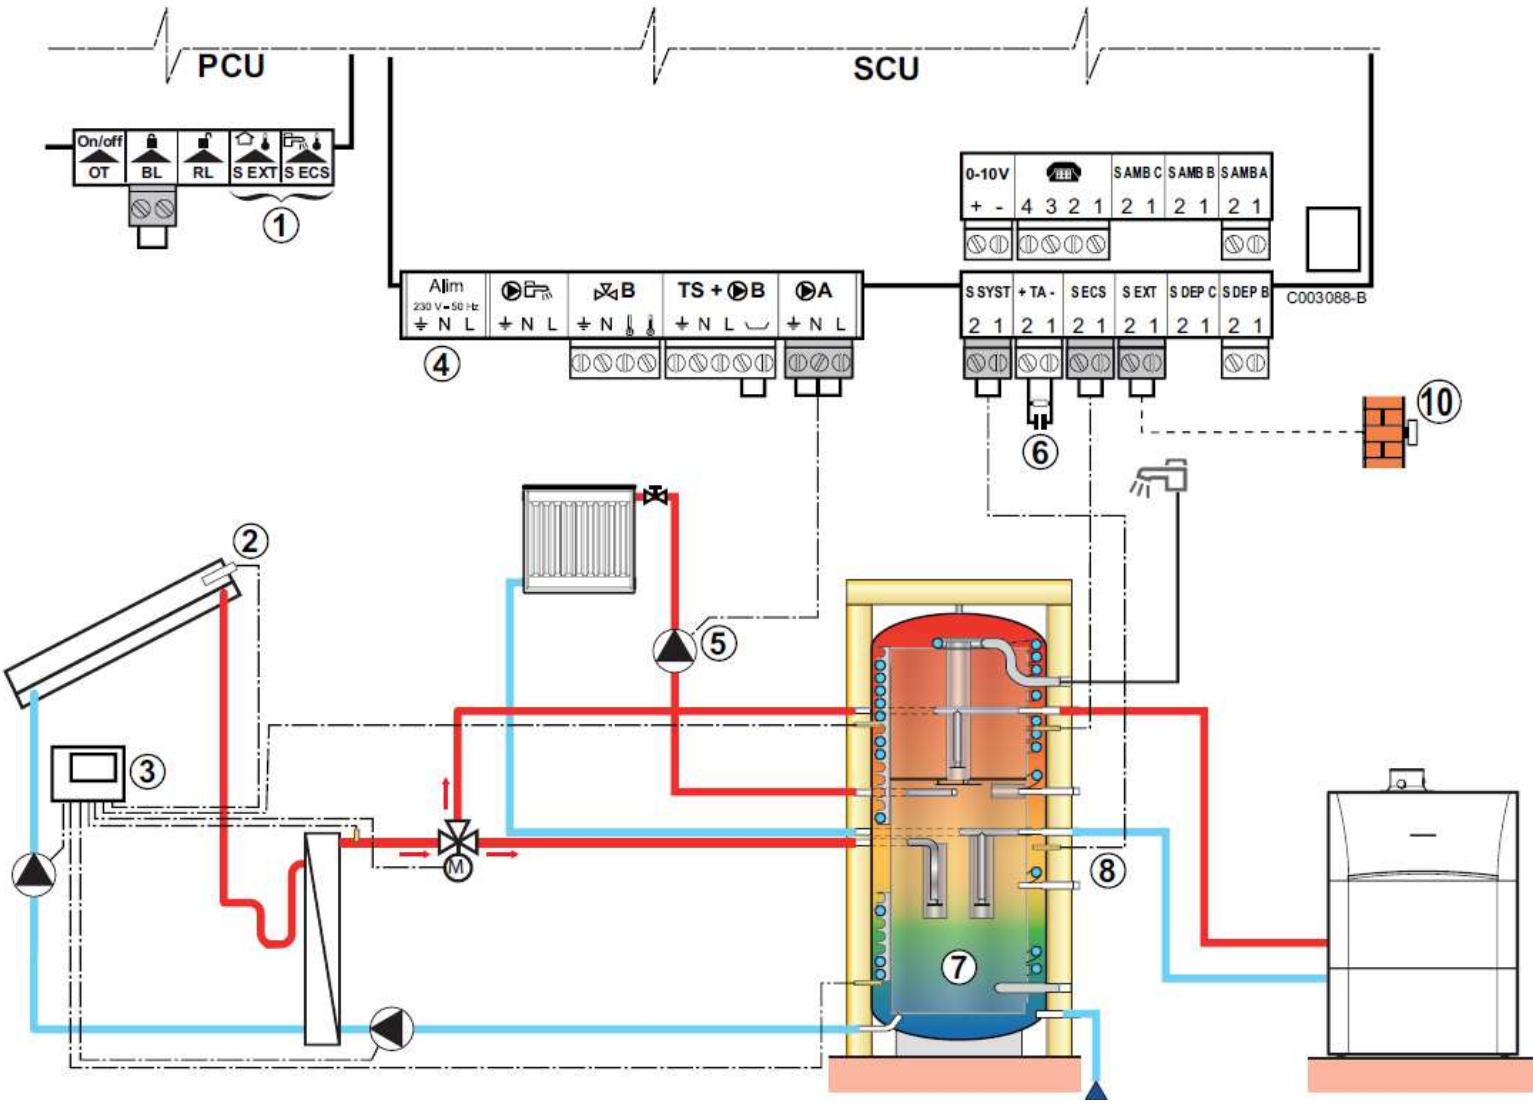 PCU
SCU
On/off
OT BL RL S EXT S ECS
1
0-10V S AMB C S AMB B S AMB A
+ - 4 3 2 1 2 1 2 1 2 1
Alim B TS + B A
230 V - 50 Hz
⏚ N L ⏚ N L ⏚ N ⏚ N L ⏚ N L
S SYST + TA - S ECS S EXT S DEP C S DEP B
2 1 2 1 2 1 2 1 2 1 2 1
C003088-B
4
6
10
2
5
3
M
8
7